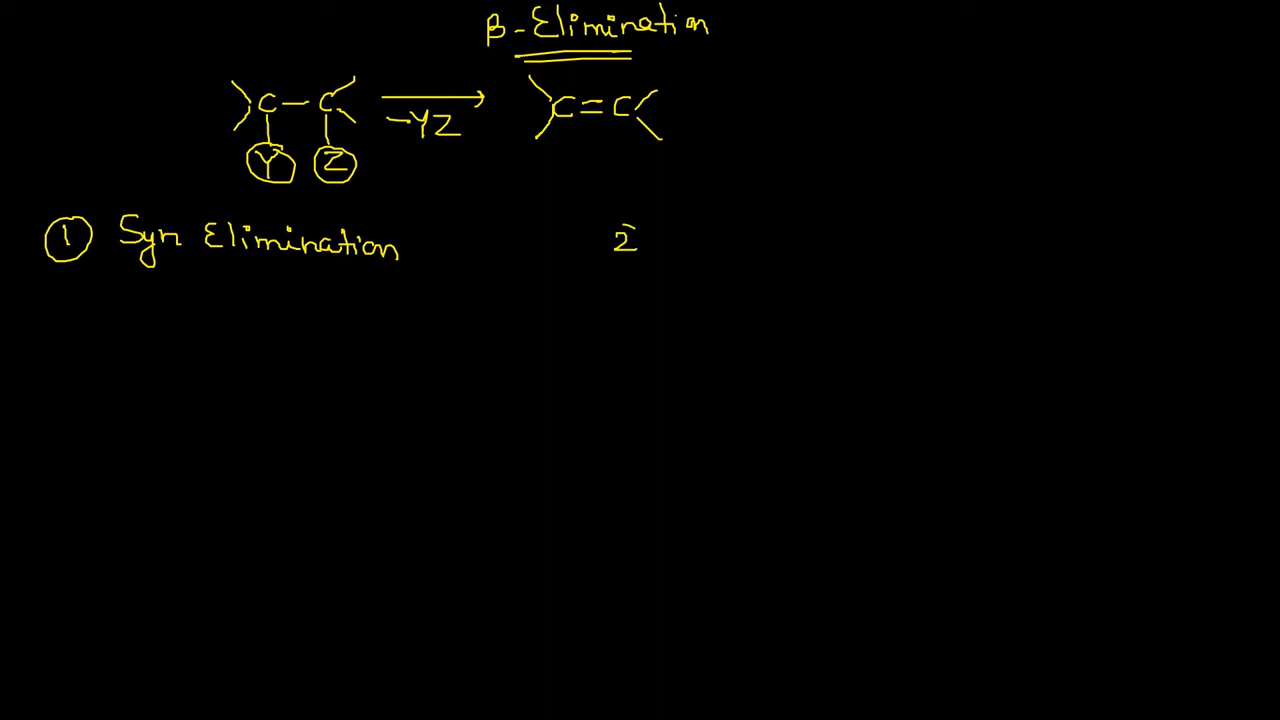 β-Elimination
C-C -YZ C=C
Y Z
1 Syn Elimination 2